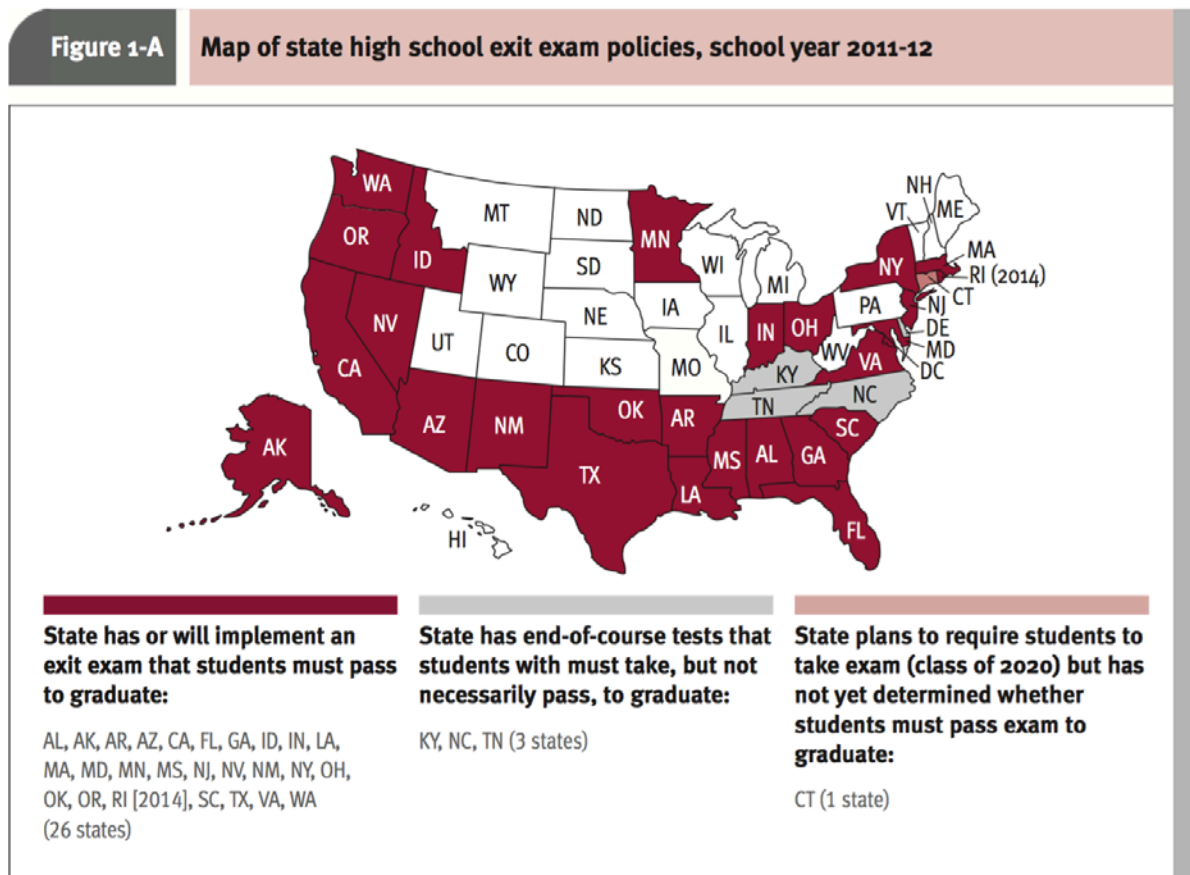 Figure 1-A
Map of state high school exit exam policies, school year 2011-12
WA
MT
ND
MN
OR
ID
SD
WI
MI
NH
VT
ME
NY
MA
RI (2014)
CT
WY
IA
NE
PA
NJ
NV
UT
CO
IL
IN
OH
DE
MD
DC
CA
KS
MO
WV
VA
KY
AZ
NM
OK
AR
TN
NC
SC
AK
TX
MS
AL
GA
LA
FL
HI
State has or will implement an
exit exam that students must pass
to graduate:
AL, AK, AR, AZ, CA, FL, GA, ID, IN, LA,
MA, MD, MN, MS, NJ, NV, NM, NY, OH,
OK, OR, RI [2014], SC, TX, VA, WA
(26 states)
State has end-of-course tests that
students with must take, but not
necessarily pass, to graduate:
KY, NC, TN (3 states)
State plans to require students to
take exam (class of 2020) but has
not yet determined whether
students must pass exam to
graduate:
CT (1 state)